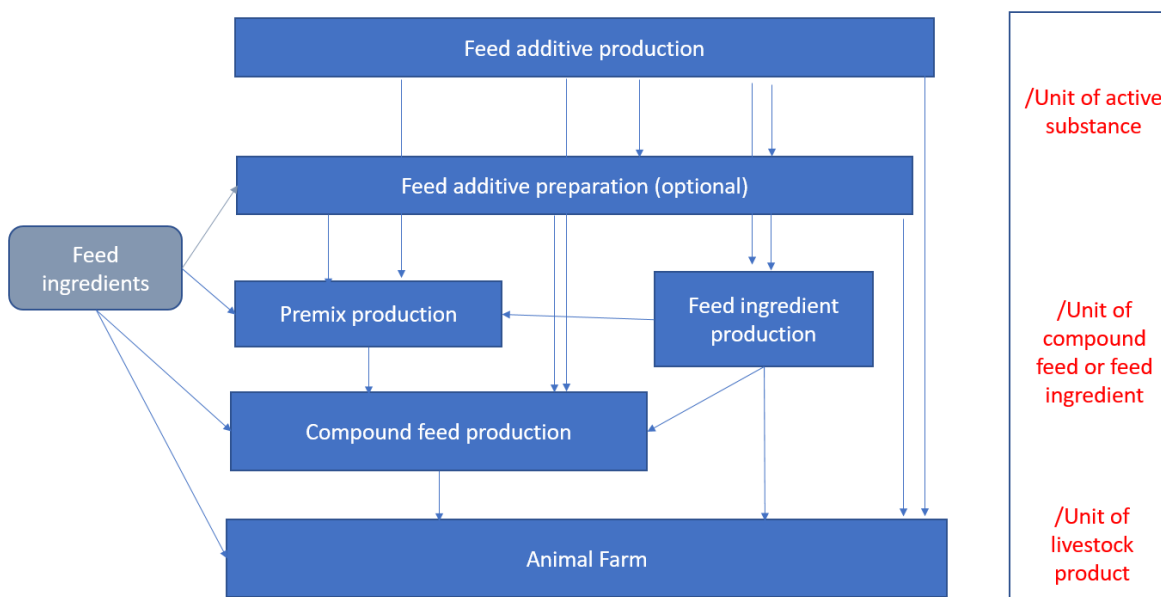 Feed additive production
/Unit of active
substance
Feed additive preparation (optional)
Feed
ingredients
Premix production
Feed ingredient
production
/Unit of
compound
feed or feed
ingredient
Compound feed production
/Unit of
livestock
product
Animal Farm